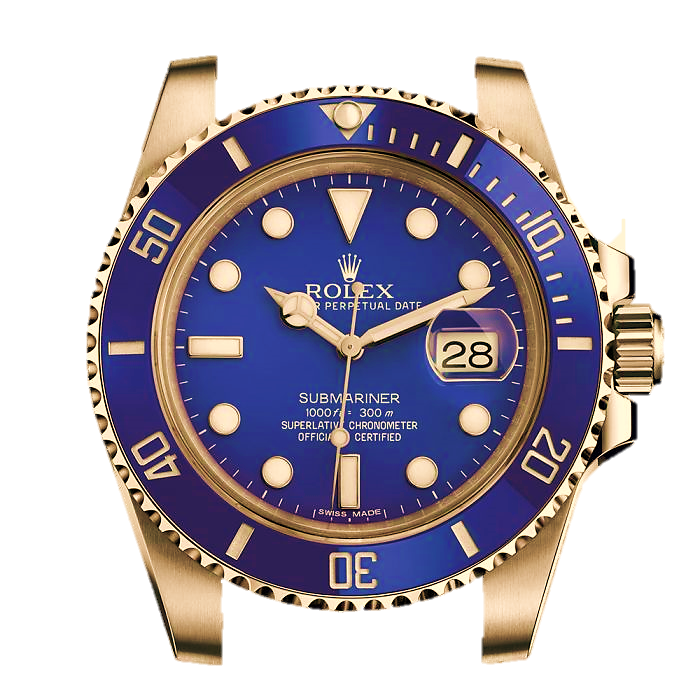 ROLEX
PERPETUAL DATE
28
SUBMARINER
1000ft = 300m
SUPERLATIVE CHRONOMETER
CERTIFIED
SWISS MADE
10
20
30
40
50